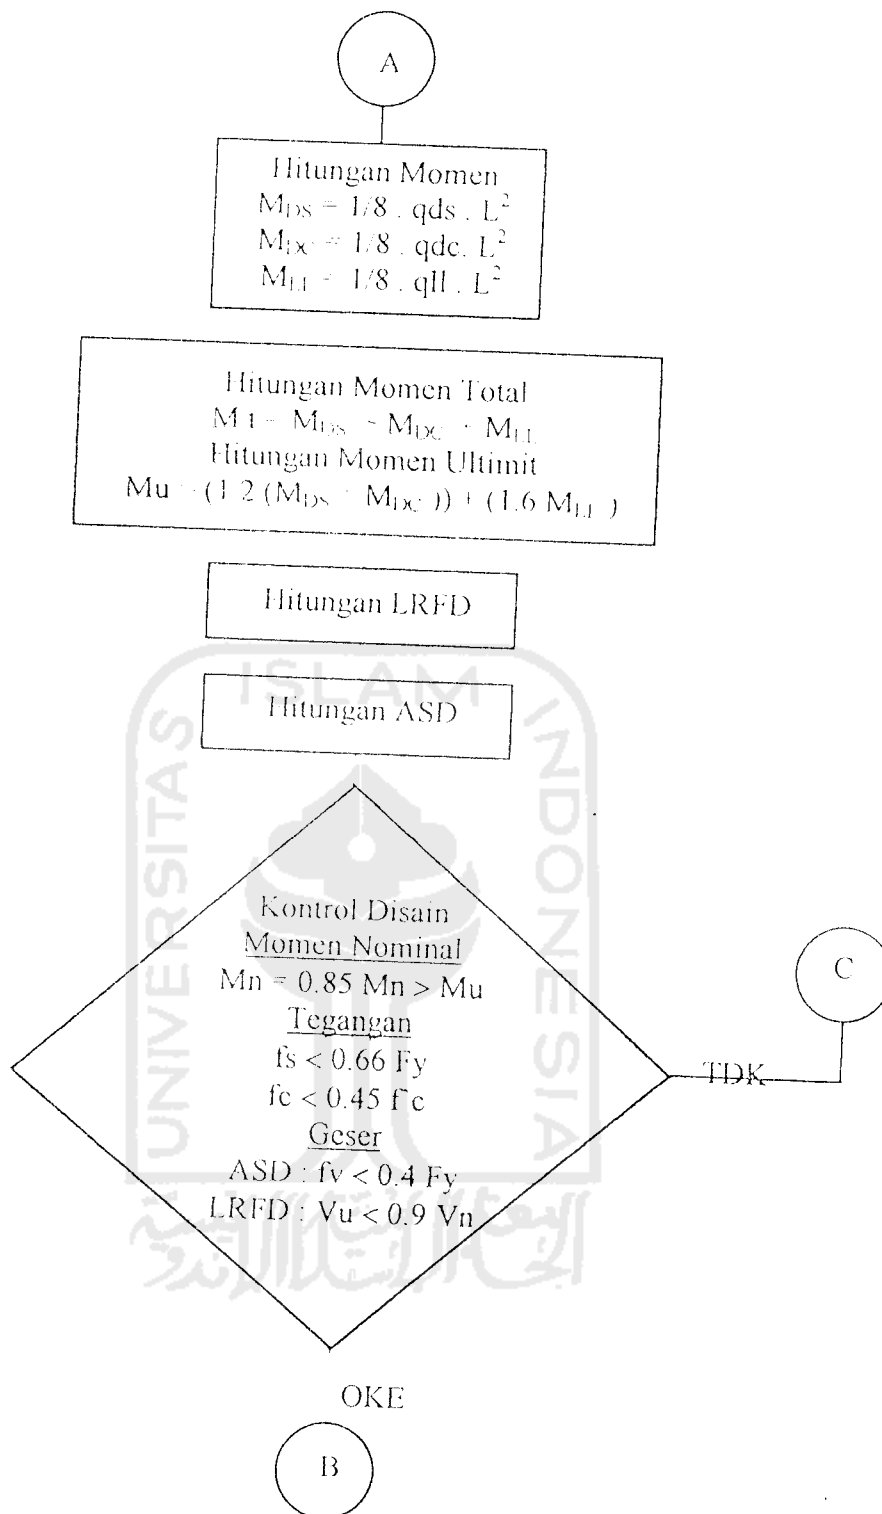 A
Hitungan Momen
M_DS = 1/8 . qds . L²
M_DC = 1/8 . qdc. L²
M_LL = 1/8 . qll . L²
Hitungan Momen Total
M t = M_DS + M_DC + M_LL
Hitungan Momen Ultimit
Mu = (1.2 (M_DS + M_DC )) + (1.6 M_LL )
Hitungan LRFD
Hitungan ASD
ISLAM
UNIVERSITAS
INDONESIA
Kontrol Disain
Momen Nominal
Mn = 0.85 Mn > Mu
Tegangan
fs < 0.66 Fy
fc < 0.45 f'c
Geser
ASD : fv < 0.4 Fy
LRFD : Vu < 0.9 Vn
TDK
C
OKE
B